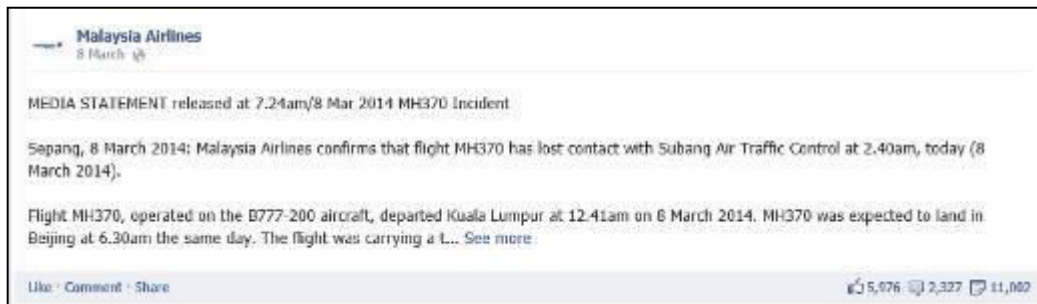 Malaysia Airlines
8 March
MEDIA STATEMENT released at 7.24am/8 Mar 2014 MH370 Incident
Sepang, 8 March 2014: Malaysia Airlines confirms that flight MH370 has lost contact with Subang Air Traffic Control at 2.40am, today (8
March 2014).
Flight MH370, operated on the B777-200 aircraft, departed Kuala Lumpur at 12.41am on 8 March 2014. MH370 was expected to land in
Beijing at 6.30am the same day. The flight was carrying a t... See more
Like · Comment · Share 5,976 2,327 11,002